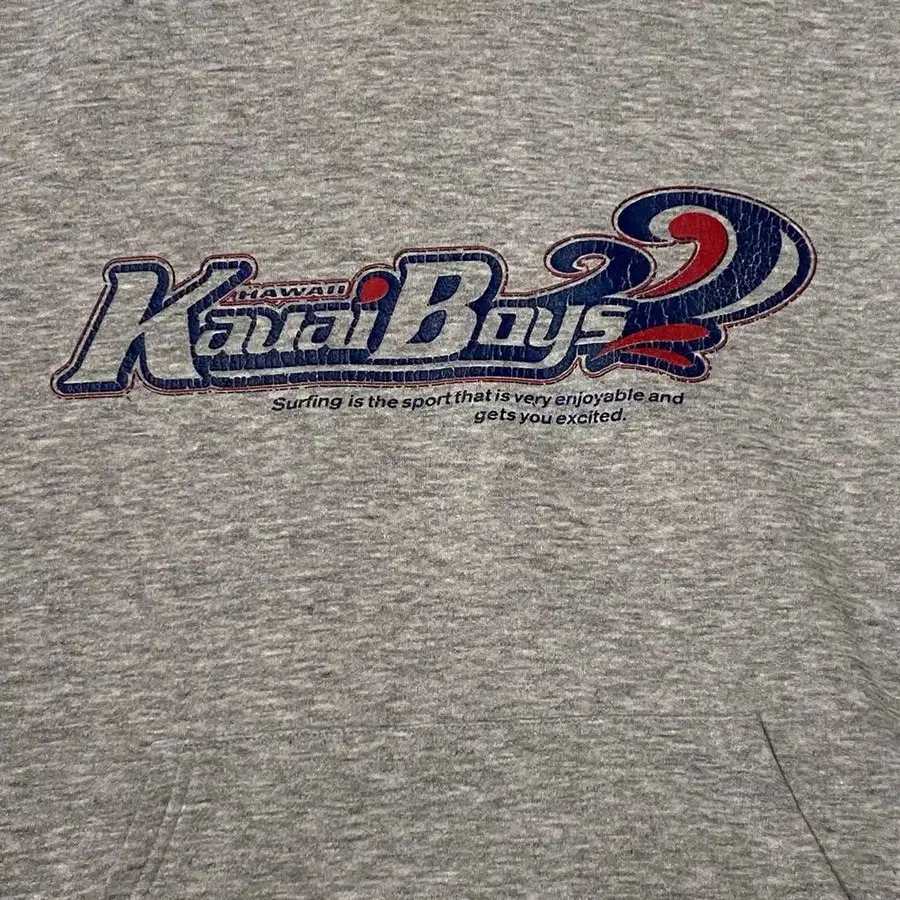 HAWAII
Kauai Boys
Surfing is the sport that is very enjoyable and
gets you excited.